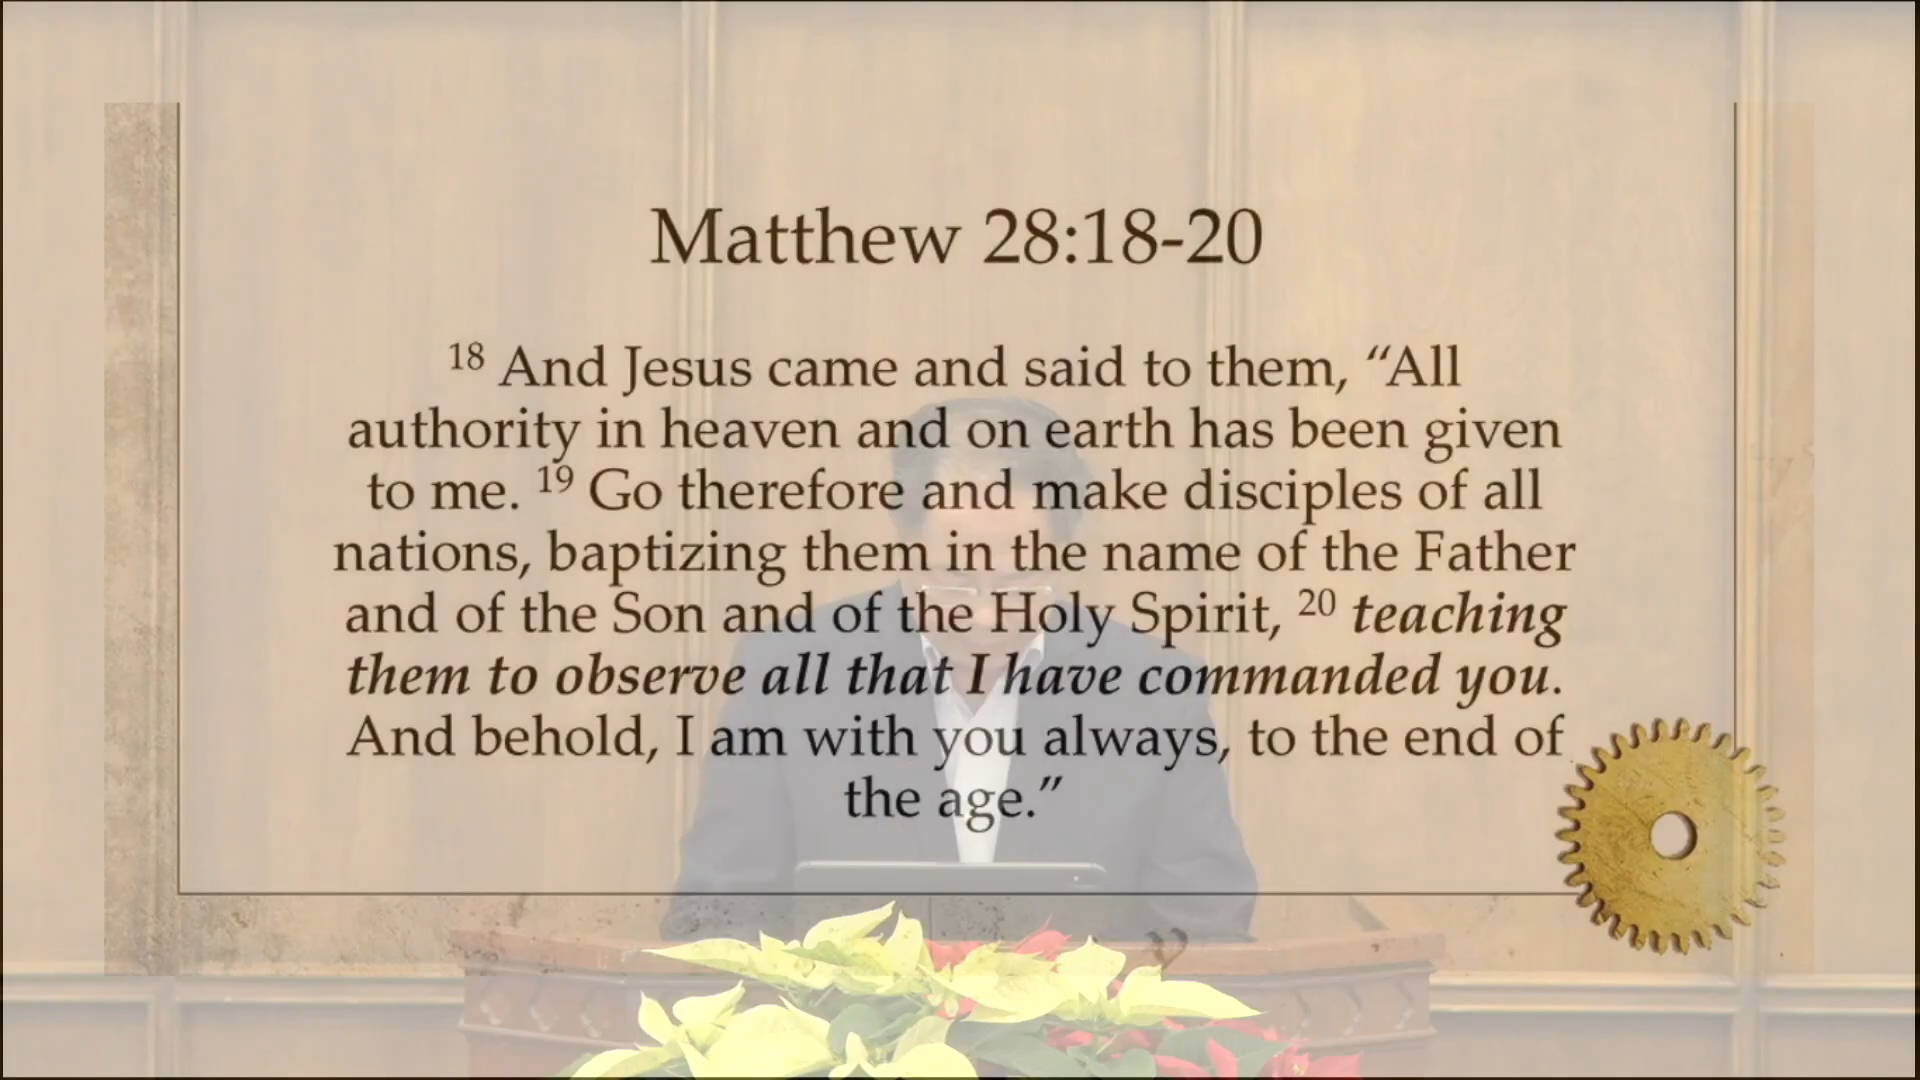 Matthew 28:18-20
18 And Jesus came and said to them, “All
authority in heaven and on earth has been given
to me. 19 Go therefore and make disciples of all
nations, baptizing them in the name of the Father
and of the Son and of the Holy Spirit, 20 teaching
them to observe all that I have commanded you.
And behold, I am with you always, to the end of
the age.”